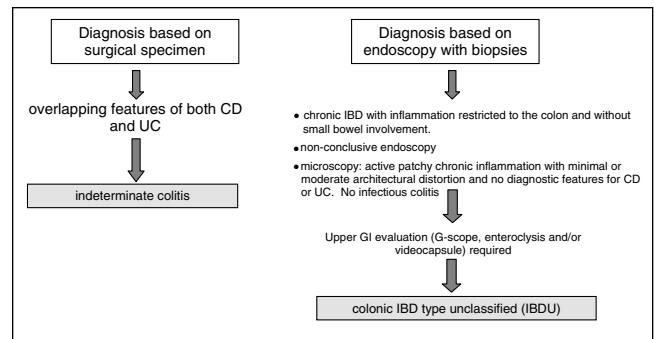 Diagnosis based on
surgical specimen
overlapping features of both CD
and UC
indeterminate colitis
Diagnosis based on
endoscopy with biopsies
• chronic IBD with inflammation restricted to the colon and without
small bowel involvement.
•non-conclusive endoscopy
•microscopy: active patchy chronic inflammation with minimal or
moderate architectural distortion and no diagnostic features for CD
or UC. No infectious colitis
Upper GI evaluation (G-scope, enteroclysis and/or
videocapsule) required
colonic IBD type unclassified (IBDU)